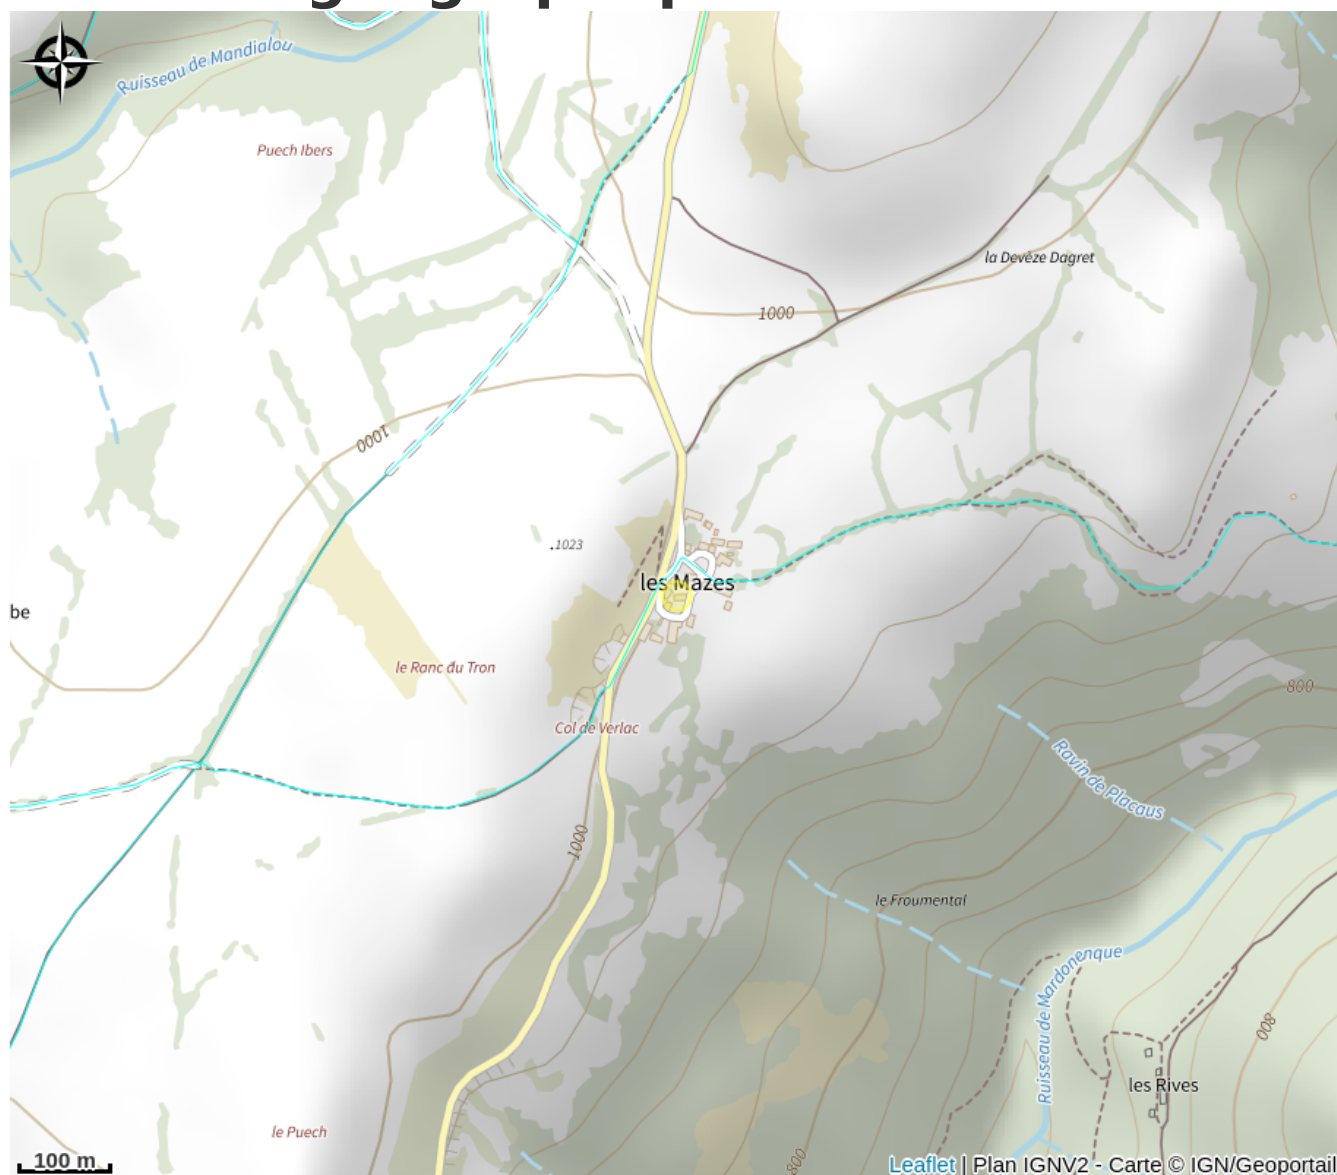 Ruisseau de Mandialou
Puech Ibers
la Devèze Dagret
1000
1000
.1023
les Mazes
be
le Ranc du Tron
800
Col de Verlac
Ravin de Placaus
1000
le Froumental
Ruisseau de Mardonenque
800
les Rives
le Puech
800
100 m
Leaflet | Plan IGNV2 - Carte © IGN/Geoportail